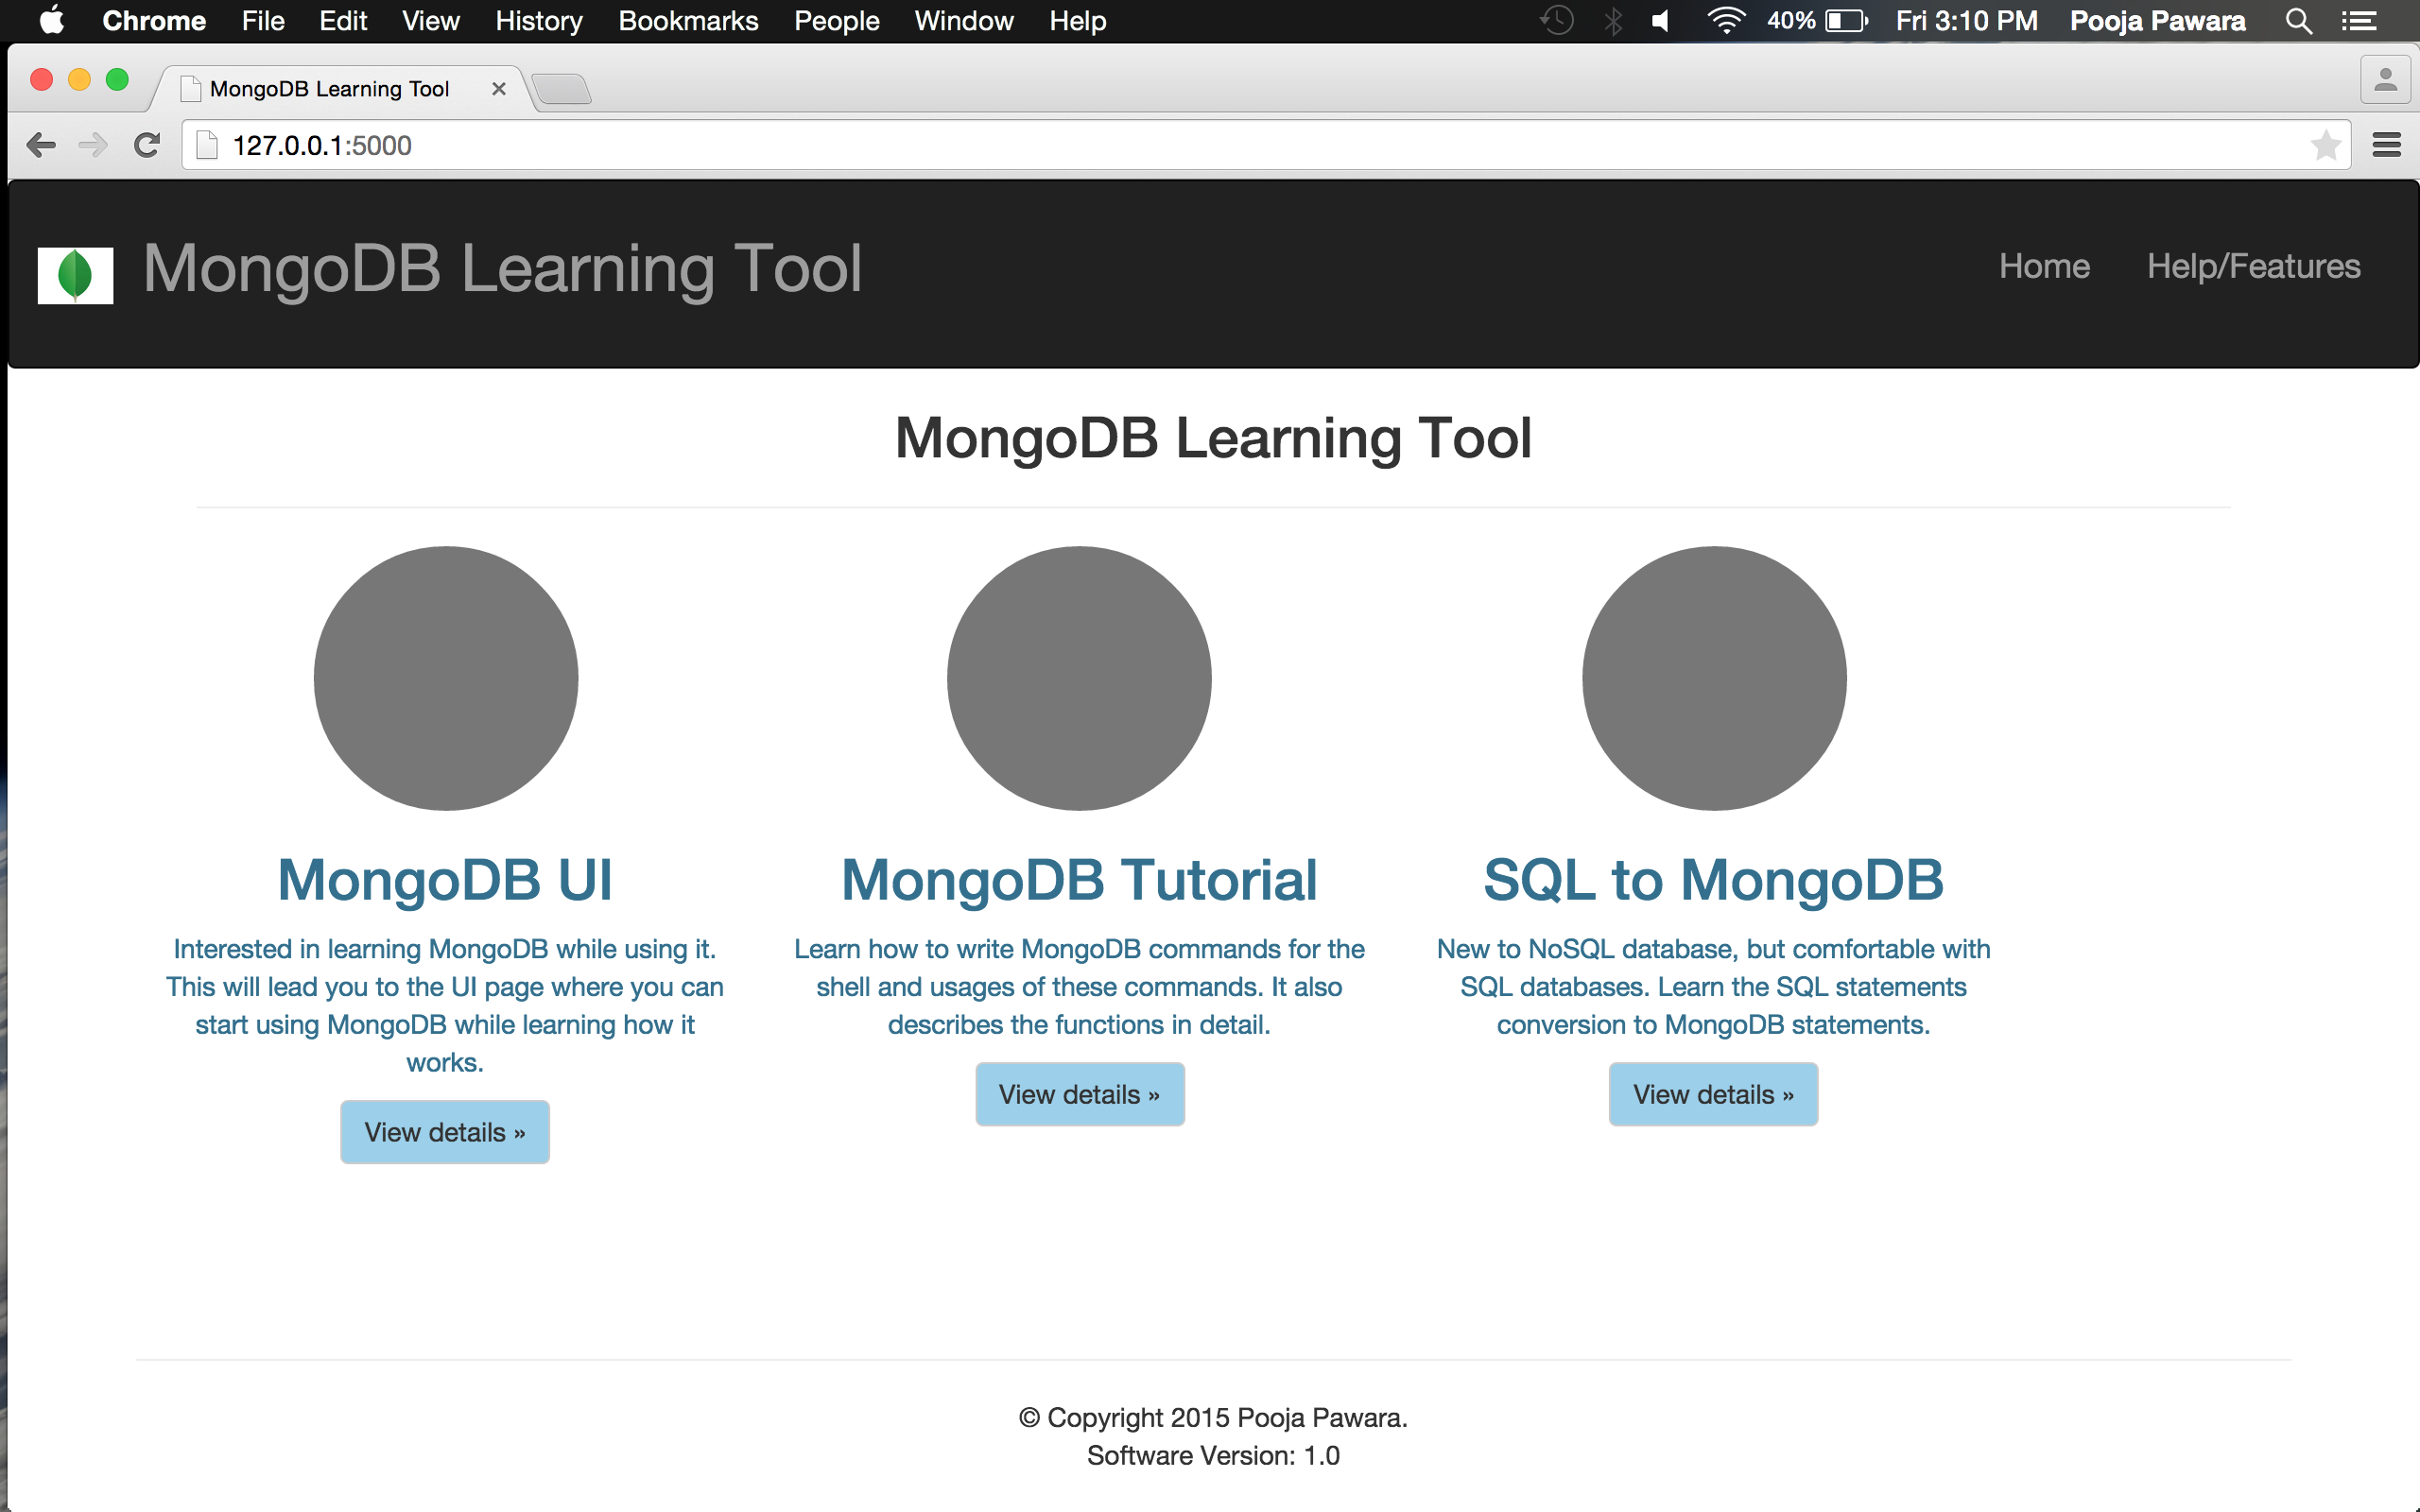 Chrome File Edit View History Bookmarks People Window Help 40% Fri 3:10 PM Pooja Pawara
MongoDB Learning Tool
127.0.0.1:5000
MongoDB Learning Tool Home Help/Features
MongoDB Learning Tool
MongoDB UI
Interested in learning MongoDB while using it.
This will lead you to the UI page where you can
start using MongoDB while learning how it
works.
View details »
MongoDB Tutorial
Learn how to write MongoDB commands for the
shell and usages of these commands. It also
describes the functions in detail.
View details »
SQL to MongoDB
New to NoSQL database, but comfortable with
SQL databases. Learn the SQL statements
conversion to MongoDB statements.
View details »
© Copyright 2015 Pooja Pawara.
Software Version: 1.0